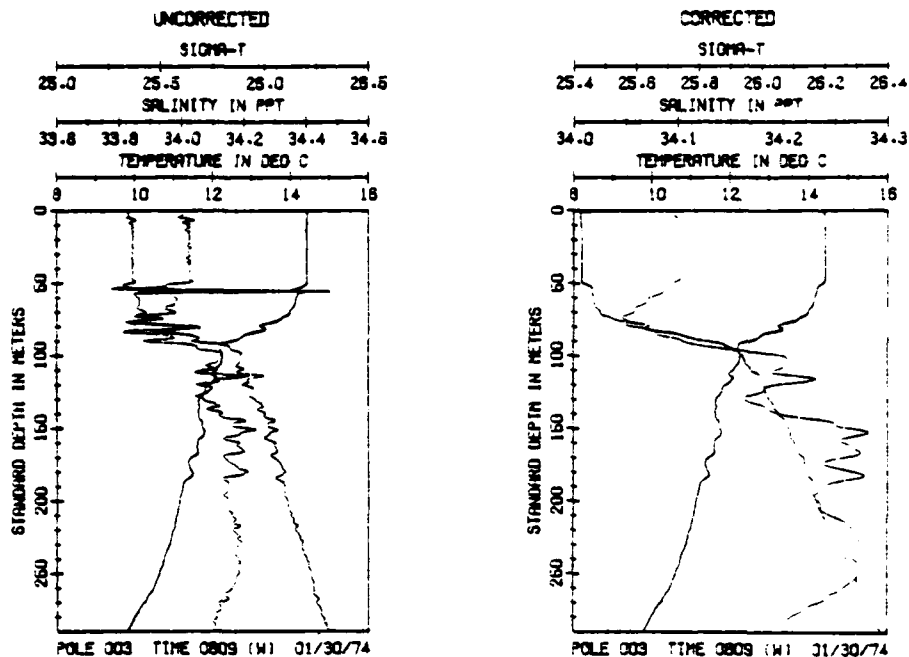 UNCORRECTED
SIGMA-T
25.0 25.5 26.0 26.5
SALINITY IN PPT
33.6 33.8 34.0 34.2 34.4 34.6
TEMPERATURE IN DEG C
8 10 12 14 16
STANDARD DEPTH IN METERS
0
50
100
150
200
250
POLE 003 TIME 0809 (W) 01/30/74
CORRECTED
SIGMA-T
25.4 25.6 25.8 26.0 26.2 26.4
SALINITY IN PPT
34.0 34.1 34.2 34.3
TEMPERATURE IN DEG C
8 10 12 14 16
STANDARD DEPTH IN METERS
0
50
100
150
200
250
POLE 003 TIME 0809 (W) 01/30/74